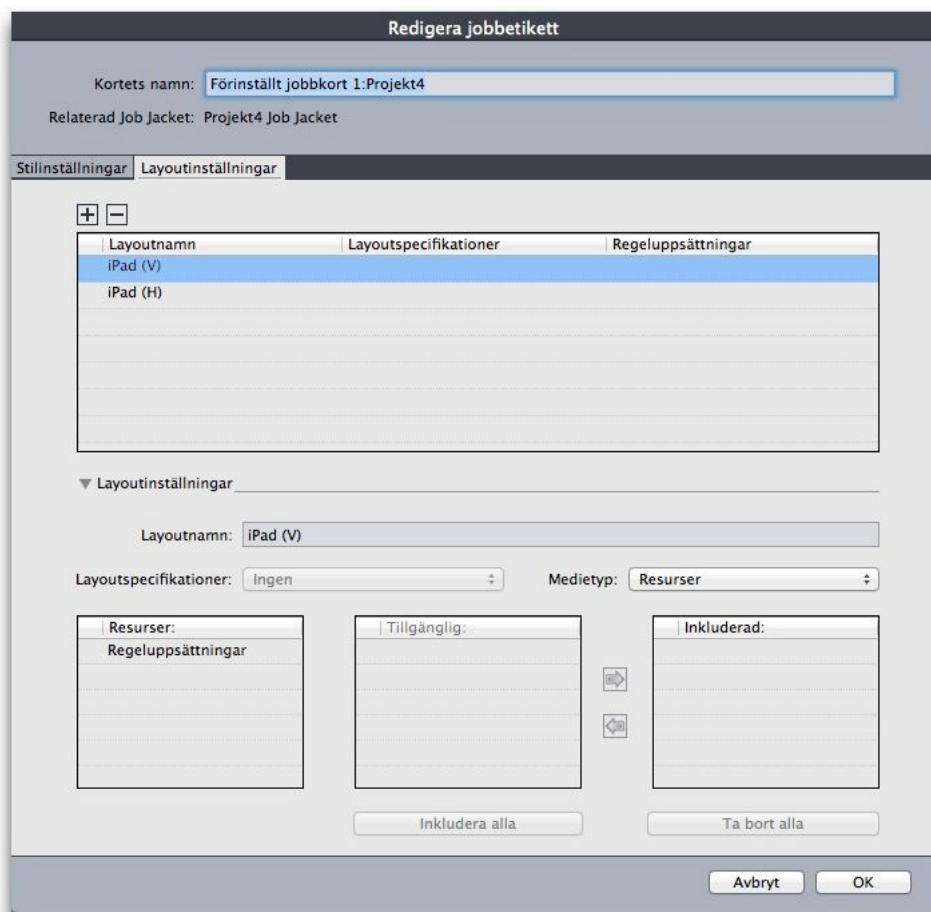 Redigera jobbetikett
Kortets namn: Förinställt jobbkort 1:Projekt4
Relaterad Job Jacket: Projekt4 Job Jacket
Stilinställningar Layoutinställningar
Layoutnamn Layoutspecifikationer Regeluppsättningar
iPad (V)
iPad (H)
Layoutinställningar
Layoutnamn: iPad (V)
Layoutspecifikationer: Ingen Medietyp: Resurser
Resurser: Tillgänglig: Inkluderad:
Regeluppsättningar
Inkludera alla Ta bort alla
Avbryt OK